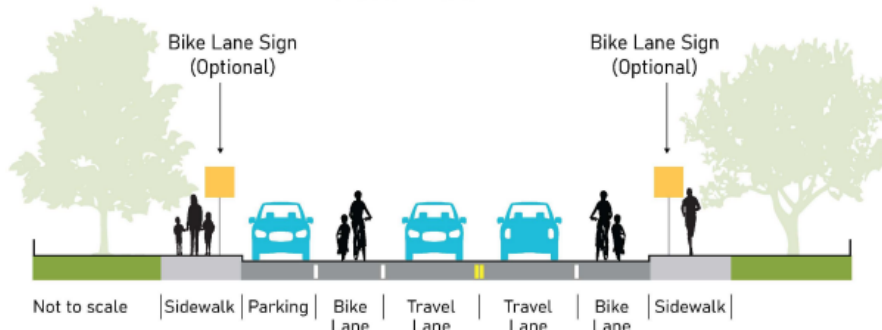 Bike Lane Sign
(Optional)
Bike Lane Sign
(Optional)
Not to scale
Sidewalk
Parking
Bike
Lane
Travel
Lane
Travel
Lane
Bike
Lane
Sidewalk